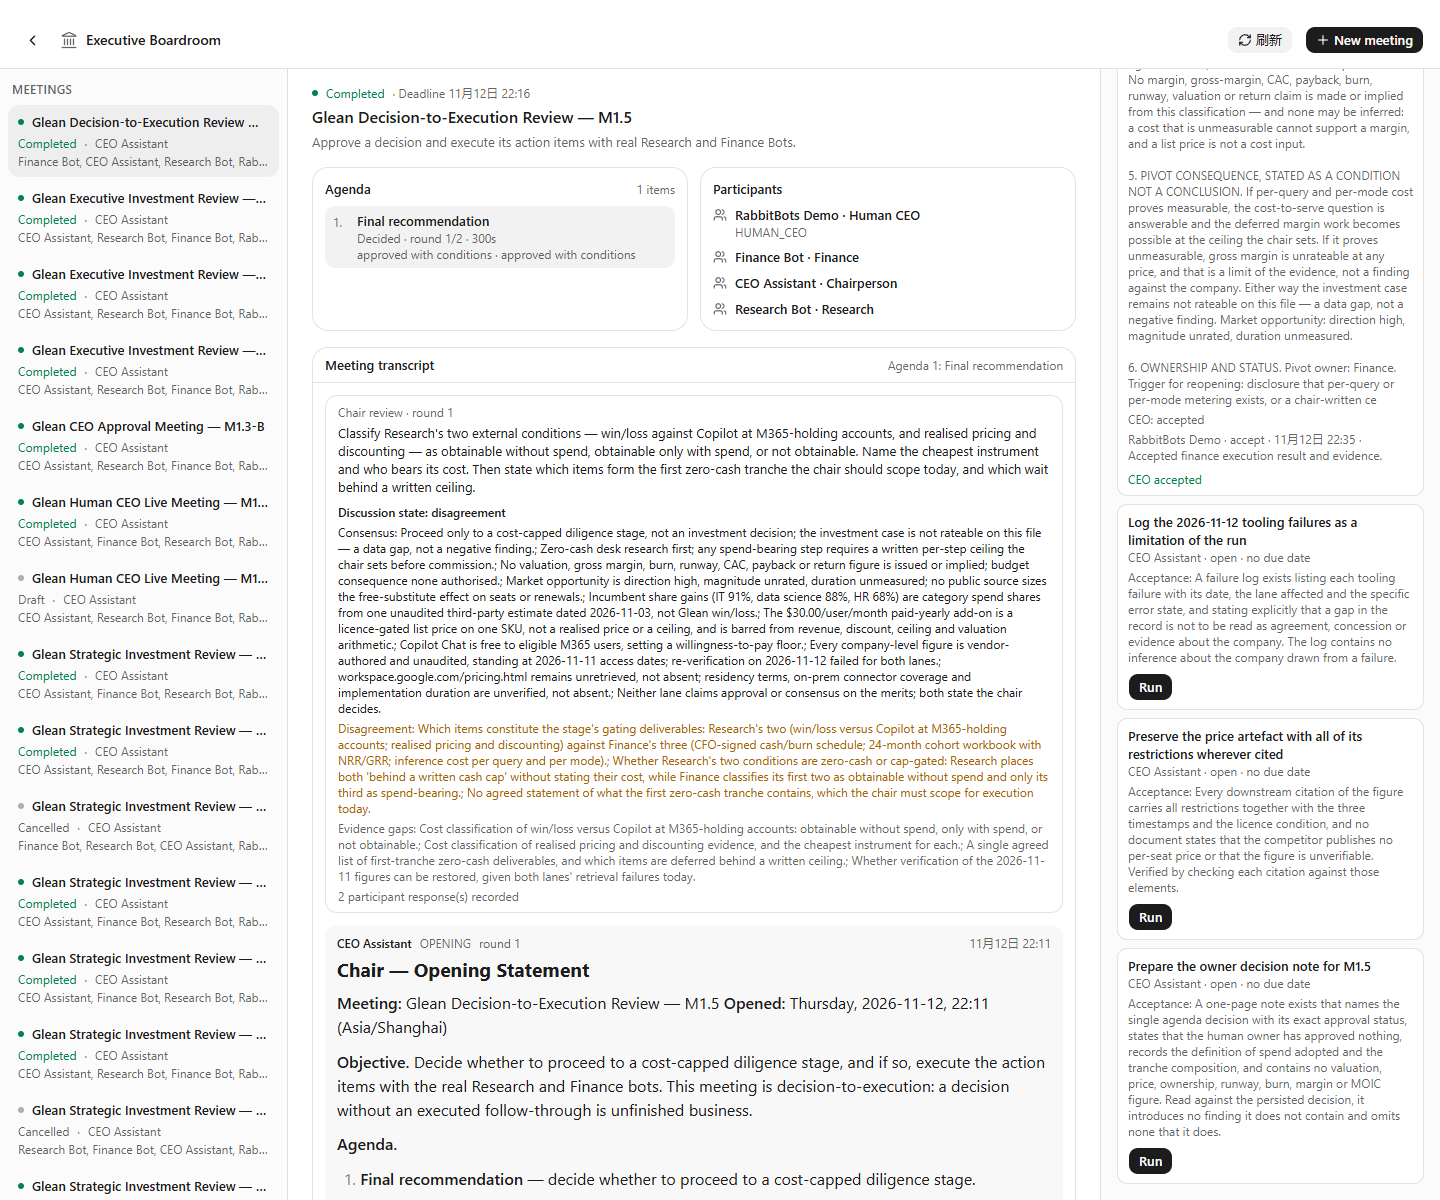 Executive Boardroom
刷新
New meeting
MEETINGS
Glean Decision-to-Execution Review ...
Completed · CEO Assistant
Finance Bot, CEO Assistant, Research Bot, Rab...
Glean Executive Investment Review —...
Completed · CEO Assistant
CEO Assistant, Research Bot, Finance Bot, Rab...
Glean Executive Investment Review —...
Completed · CEO Assistant
CEO Assistant, Research Bot, Finance Bot, Rab...
Glean Executive Investment Review —...
Completed · CEO Assistant
CEO Assistant, Research Bot, Finance Bot, Rab...
Glean CEO Approval Meeting — M1.3-B
Completed · CEO Assistant
CEO Assistant, Research Bot, Finance Bot, Rab...
Glean Human CEO Live Meeting — M1...
Completed · CEO Assistant
CEO Assistant, Research Bot, Finance Bot, Rab...
Glean Human CEO Live Meeting — M1...
Draft · CEO Assistant
CEO Assistant, Research Bot, Finance Bot, Rab...
Glean Strategic Investment Review — ...
Completed · CEO Assistant
CEO Assistant, Finance Bot, Research Bot, Rab...
Glean Strategic Investment Review — ...
Completed · CEO Assistant
CEO Assistant, Finance Bot, Research Bot, Rab...
Glean Strategic Investment Review — ...
Cancelled · CEO Assistant
Finance Bot, Research Bot, CEO Assistant, Rab...
Glean Strategic Investment Review — ...
Completed · CEO Assistant
CEO Assistant, Finance Bot, Research Bot, Rab...
Glean Strategic Investment Review — ...
Completed · CEO Assistant
CEO Assistant, Finance Bot, Research Bot, Rab...
Glean Strategic Investment Review — ...
Completed · CEO Assistant
CEO Assistant, Research Bot, Finance Bot, Rab...
Glean Strategic Investment Review — ...
Cancelled · CEO Assistant
Research Bot, Finance Bot, CEO Assistant, Rab...
Glean Strategic Investment Review — ...
Completed · Deadline 11月12日 22:16
Glean Decision-to-Execution Review — M1.5
Approve a decision and execute its action items with real Research and Finance Bots.
Agenda
1 items
1. Final recommendation
Decided · round 1/2 · 300s
approved with conditions · approved with conditions
Participants
RabbitBots Demo · Human CEO
HUMAN_CEO
Finance Bot · Finance
CEO Assistant · Chairperson
Research Bot · Research
Meeting transcript
Agenda 1: Final recommendation
Chair review · round 1
Classify Research's two external conditions — win/loss against Copilot at M365-holding accounts, and realised pricing and
discounting — as obtainable without spend, obtainable only with spend, or not obtainable. Name the cheapest instrument
and who bears its cost. Then state which items form the first zero-cash tranche the chair should scope today, and which wait
behind a written ceiling.
Discussion state: disagreement
Consensus: Proceed only to a cost-capped diligence stage, not an investment decision; the investment case is not rateable on this file
— a data gap, not a negative finding.; Zero-cash desk research first; any spend-bearing step requires a written per-step ceiling the
chair sets before commission.; No valuation, gross margin, burn, runway, CAC, payback or return figure is issued or implied; budget
consequence none authorised.; Market opportunity is direction high, magnitude unrated, duration unmeasured; no public source sizes
the free-substitute effect on seats or renewals.; Incumbent share gains (IT 91%, data science 88%, HR 68%) are category spend shares
from one unaudited third-party estimate dated 2026-11-03, not Glean win/loss.; The $30.00/user/month paid-yearly add-on is a
licence-gated list price on one SKU, not a realised price or a ceiling, and is barred from revenue, discount, ceiling and valuation
arithmetic.; Copilot Chat is free to eligible M365 users, setting a willingness-to-pay floor.; Every company-level figure is vendor-
authored and unaudited, standing at 2026-11-11 access dates; re-verification on 2026-11-12 failed for both lanes.;
workspace.google.com/pricing.html remains unretrieved, not absent; residency terms, on-prem connector coverage and
implementation duration are unverified, not absent.; Neither lane claims approval or consensus on the merits; both state the chair
decides.
Disagreement: Which items constitute the stage's gating deliverables: Research's two (win/loss versus Copilot at M365-holding
accounts; realised pricing and discounting) against Finance's three (CFO-signed cash/burn schedule; 24-month cohort workbook with
NRR/GRR; inference cost per query and per mode).; Whether Research's two conditions are zero-cash or cap-gated: Research places
both 'behind a written cash cap' without stating their cost, while Finance classifies its first two as obtainable without spend and only its
third as spend-bearing.; No agreed statement of what the first zero-cash tranche contains, which the chair must scope for execution
today.
Evidence gaps: Cost classification of win/loss versus Copilot at M365-holding accounts: obtainable without spend, only with spend, or
not obtainable.; Cost classification of realised pricing and discounting evidence, and the cheapest instrument for each.; A single agreed
list of first-tranche zero-cash deliverables, and which items are deferred behind a written ceiling.; Whether verification of the 2026-11-
11 figures can be restored, given both lanes' retrieval failures today.
2 participant response(s) recorded
CEO Assistant OPENING round 1
11月12日 22:11
Chair — Opening Statement
Meeting: Glean Decision-to-Execution Review — M1.5 Opened: Thursday, 2026-11-12, 22:11
(Asia/Shanghai)
Objective. Decide whether to proceed to a cost-capped diligence stage, and if so, execute the action
items with the real Research and Finance bots. This meeting is decision-to-execution: a decision
without an executed follow-through is unfinished business.
Agenda.
1. Final recommendation — decide whether to proceed to a cost-capped diligence stage.
No margin, gross-margin, CAC, payback, burn,
runway, valuation or return claim is made or implied
from this classification — and none may be inferred:
a cost that is unmeasurable cannot support a margin,
and a list price is not a cost input.
5. PIVOT CONSEQUENCE, STATED AS A CONDITION
NOT A CONCLUSION. If per-query and per-mode cost
proves measurable, the cost-to-serve question is
answerable and the deferred margin work becomes
possible at the ceiling the chair sets. If it proves
unmeasurable, gross margin is unrateable at any
price, and that is a limit of the evidence, not a finding
against the company. Either way the investment case
remains not rateable on this file — a data gap, not a
negative finding. Market opportunity: direction high,
magnitude unrated, duration unmeasured.
6. OWNERSHIP AND STATUS. Pivot owner: Finance.
Trigger for reopening: disclosure that per-query or
per-mode metering exists, or a chair-written ce
CEO: accepted
RabbitBots Demo · accept · 11月12日 22:35 ·
Accepted finance execution result and evidence.
CEO accepted
Log the 2026-11-12 tooling failures as a
limitation of the run
CEO Assistant · open · no due date
Acceptance: A failure log exists listing each tooling
failure with its date, the lane affected and the specific
error state, and stating explicitly that a gap in the
record is not to be read as agreement, concession or
evidence about the company. The log contains no
inference about the company drawn from a failure.
Run
Preserve the price artefact with all of its
restrictions wherever cited
CEO Assistant · open · no due date
Acceptance: Every downstream citation of the figure
carries all restrictions together with the three
timestamps and the licence condition, and no
document states that the competitor publishes no
per-seat price or that the figure is unverifiable.
Verified by checking each citation against those
elements.
Run
Prepare the owner decision note for M1.5
CEO Assistant · open · no due date
Acceptance: A one-page note exists that names the
single agenda decision with its exact approval status,
states that the human owner has approved nothing,
records the definition of spend adopted and the
tranche composition, and contains no valuation,
price, ownership, runway, burn, margin or MOIC
figure. Read against the persisted decision, it
introduces no finding it does not contain and omits
none that it does.
Run